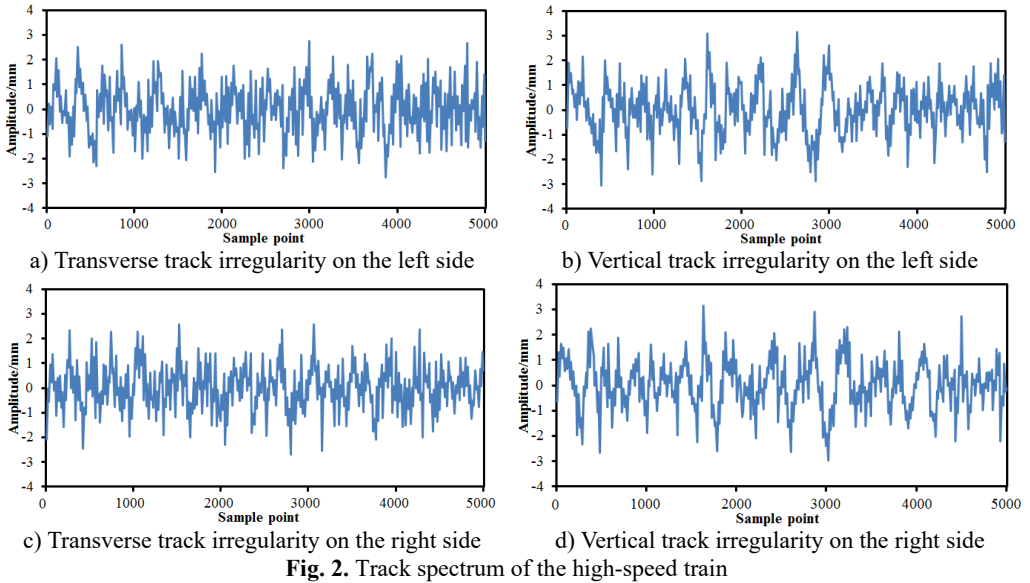 4
3
2
1
0
-1
-2
-3
-4
Amplitude/mm
0 1000 2000 3000 4000 5000
Sample point
a) Transverse track irregularity on the left side
4
3
2
1
0
-1
-2
-3
-4
Amplitude/mm
0 1000 2000 3000 4000 5000
Sample point
b) Vertical track irregularity on the left side
4
3
2
1
0
-1
-2
-3
-4
Amplitude/mm
0 1000 2000 3000 4000 5000
Sample point
c) Transverse track irregularity on the right side
4
3
2
1
0
-1
-2
-3
-4
Amplitude/mm
0 1000 2000 3000 4000 5000
Sample point
d) Vertical track irregularity on the right side
Fig. 2. Track spectrum of the high-speed train